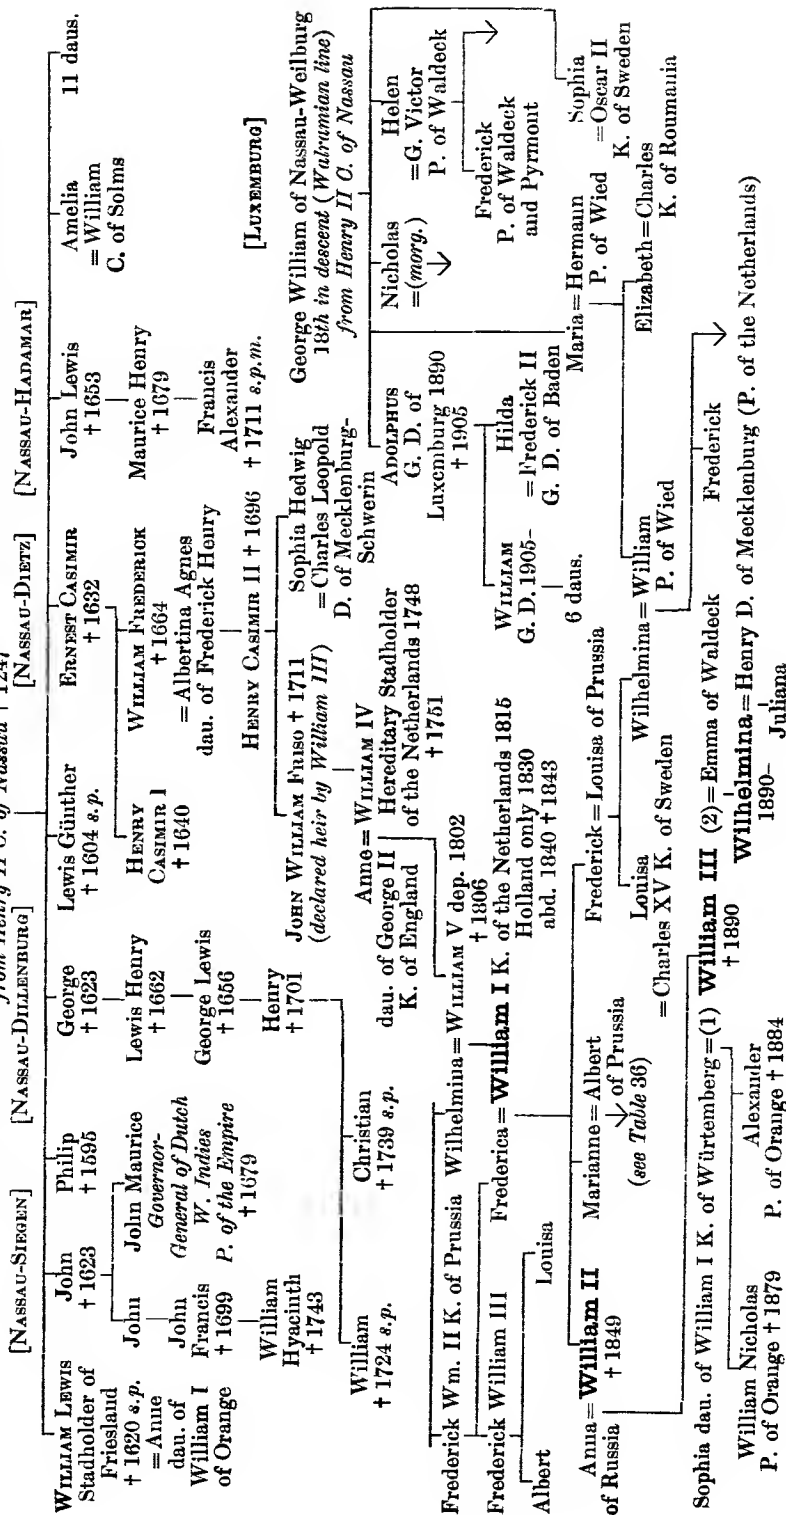 from Henry II C. of Nassau † 1247
[NASSAU-SIEGEN] [NASSAU-DILLENBURG] [NASSAU-DIETZ] [NASSAU-HADAMAR]
WILLIAM LEWIS
Stadholder of
Friesland
† 1620 s.p.
=Anne
dau. of
William I
of Orange
John
† 1623
Philip
† 1595
George
† 1623
Lewis Günther
† 1604 s.p.
ERNEST CASIMIR
† 1632
John Lewis
† 1653
Amelia
= William
C. of Solms
11 daus.
John
John
Francis
† 1699
William
Hyacinth
† 1743
John Maurice
Governor-
General of Dutch
W. Indies
P. of the Empire
† 1679
Lewis Henry
† 1662
George Lewis
† 1656
Henry
† 1701
William
† 1724 s.p.
Christian
† 1739 s.p.
HENRY
CASIMIR I
† 1640
WILLIAM FREDERICK
† 1664
= Albertina Agnes
dau. of Frederick Henry
Maurice Henry
† 1679
Francis
Alexander
† 1711 s.p.m.
HENRY CASIMIR II † 1696
[LUXEMBURG]
JOHN WILLIAM FRISO † 1711
(declared heir by William III)
Sophia Hedwig
= Charles Leopold
D. of Mecklenburg-
Schwerin
George William of Nassau-Weilburg
18th in descent (Walramian line)
from Henry II C. of Nassau
Anne = WILLIAM IV
dau. of George II
K. of England
Hereditary Stadholder
of the Netherlands 1748
† 1751
ADOLPHUS
G. D. of
Luxemburg 1890
† 1905
Nicholas
=(morg.)
Helen
=G. Victor
P. of Waldeck
Sophia
=Oscar II
K. of Sweden
Frederick
P. of Waldeck
and Pyrmont
Maria = Hermann
P. of Wied
WILLIAM
G. D. 1905-
6 daus.
Hilda
= Frederick II
G. D. of Baden
Elizabeth = Charles
K. of Roumania
Frederick Wm. II K. of Prussia
Wilhelmina = WILLIAM V dep. 1802
† 1806
Frederick William III
Frederica = William I K. of the Netherlands 1815
Holland only 1830
abd. 1840 † 1843
Albert
Louisa
Anna = William II
of Russia
† 1849
Marianne = Albert
of Prussia
(see Table 36)
Frederick = Louisa of Prussia
Louisa
= Charles XV K. of Sweden
Wilhelmina = William
P. of Wied
Frederick
Sophia dau. of William I K. of Würtemberg = (1) William III (2) = Emma of Waldeck
† 1890
William Nicholas
P. of Orange † 1879
Alexander
P. of Orange † 1884
Wilhelmina = Henry D. of Mecklenburg (P. of the Netherlands)
1890-
Juliana